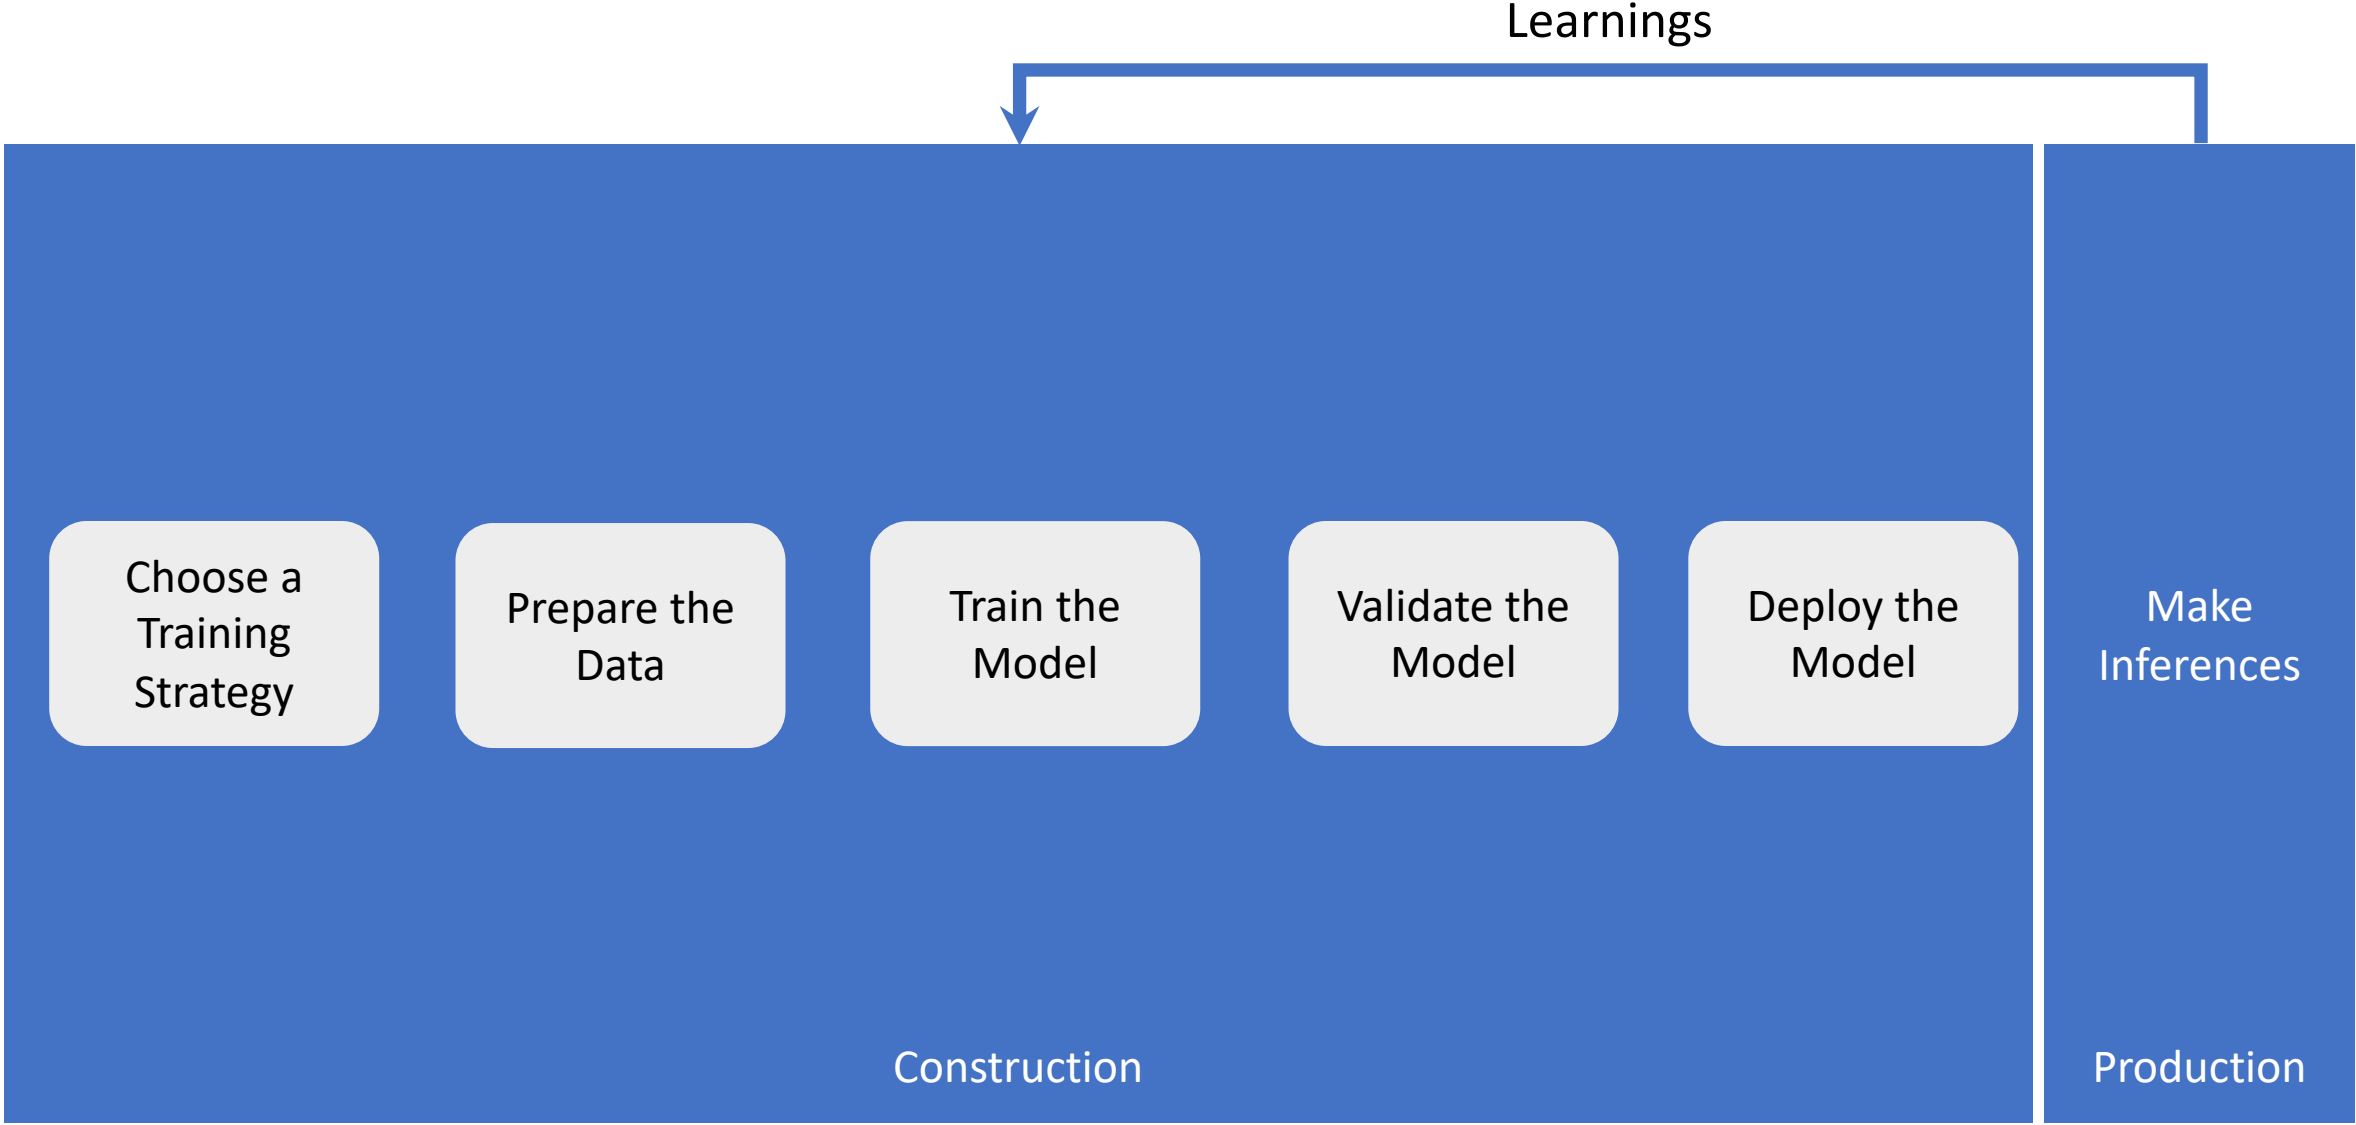 Learnings
Choose a
Training
Strategy
Prepare the
Data
Train the
Model
Validate the
Model
Deploy the
Model
Make
Inferences
Construction
Production